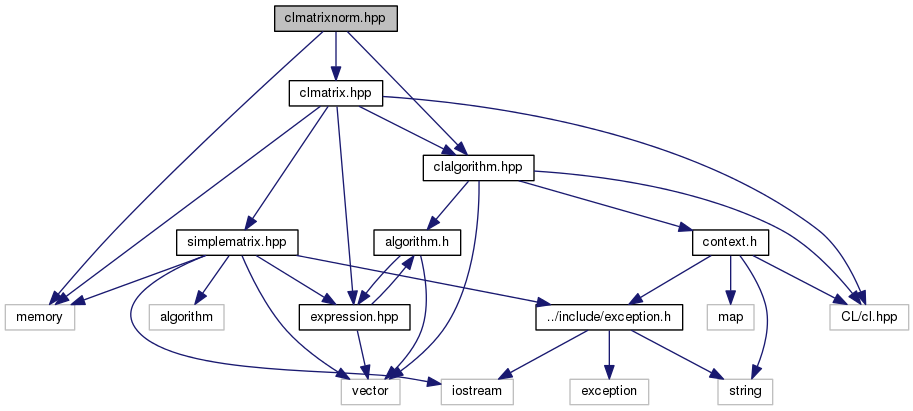 clmatrixnorm.hpp
clmatrix.hpp
clalgorithm.hpp
simplematrix.hpp
algorithm.h
context.h
memory
algorithm
expression.hpp
../include/exception.h
map
CL/cl.hpp
vector
iostream
exception
string